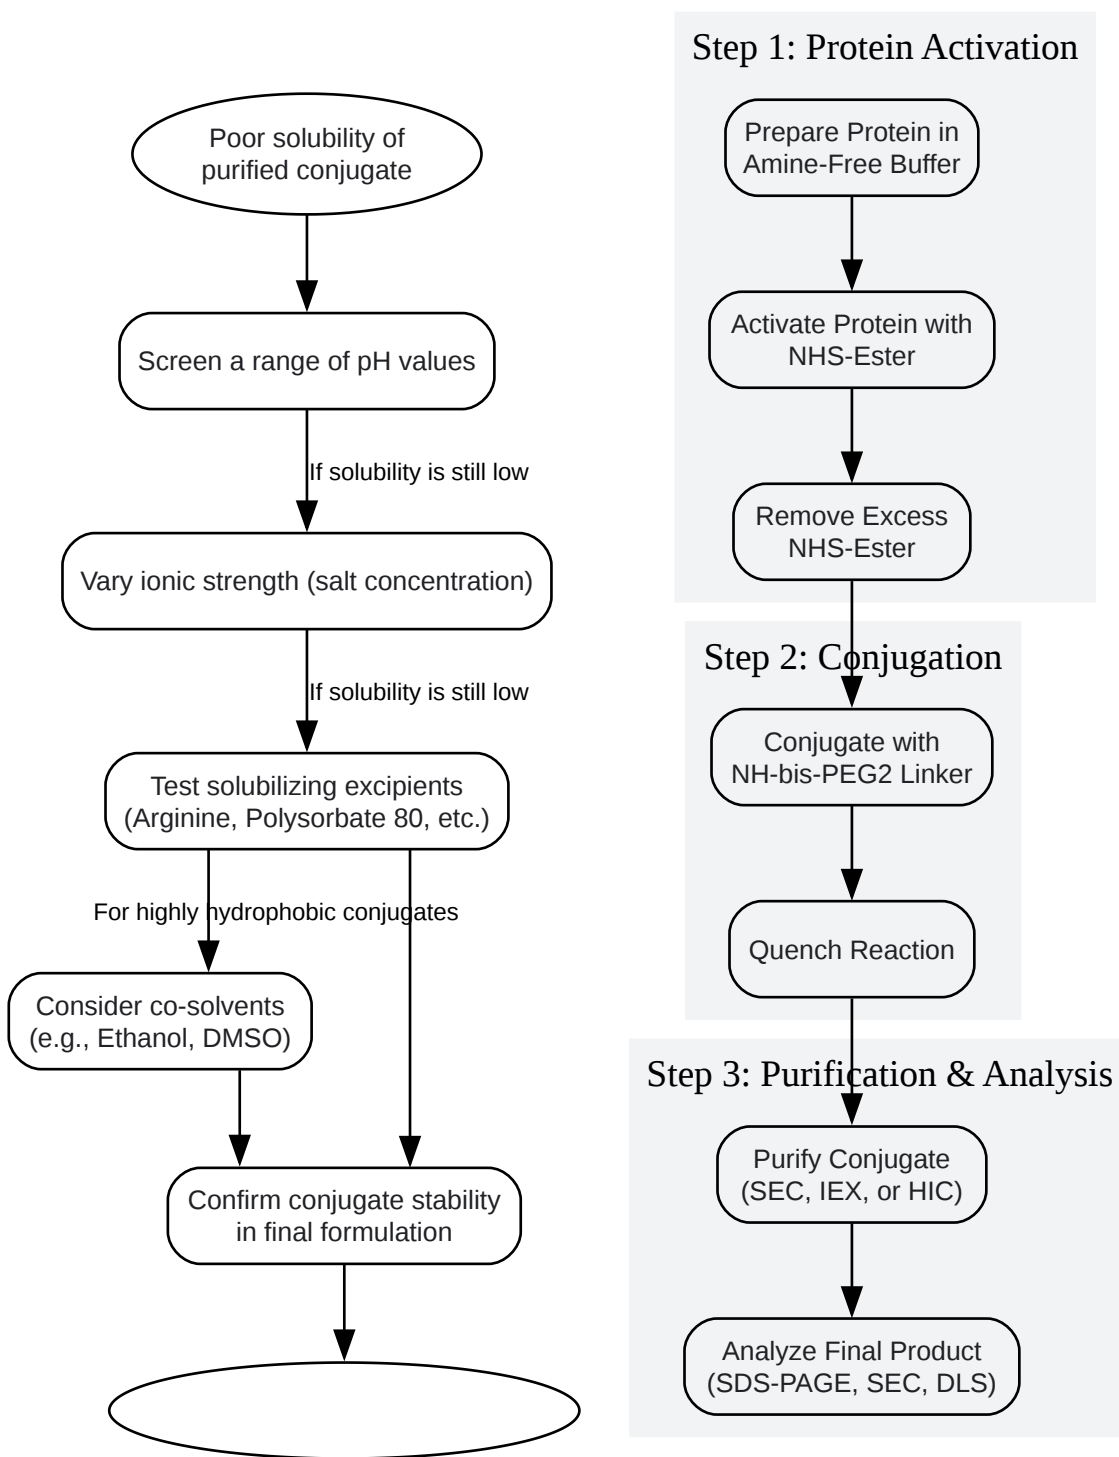 Poor solubility of
purified conjugate
Screen a range of pH values
If solubility is still low
Vary ionic strength (salt concentration)
If solubility is still low
Test solubilizing excipients
(Arginine, Polysorbate 80, etc.)
For highly hydrophobic conjugates
Consider co-solvents
(e.g., Ethanol, DMSO)
Confirm conjugate stability
in final formulation
Step 1: Protein Activation
Prepare Protein in
Amine-Free Buffer
Activate Protein with
NHS-Ester
Remove Excess
NHS-Ester
Step 2: Conjugation
Conjugate with
NH-bis-PEG2 Linker
Quench Reaction
Step 3: Purification & Analysis
Purify Conjugate
(SEC, IEX, or HIC)
Analyze Final Product
(SDS-PAGE, SEC, DLS)